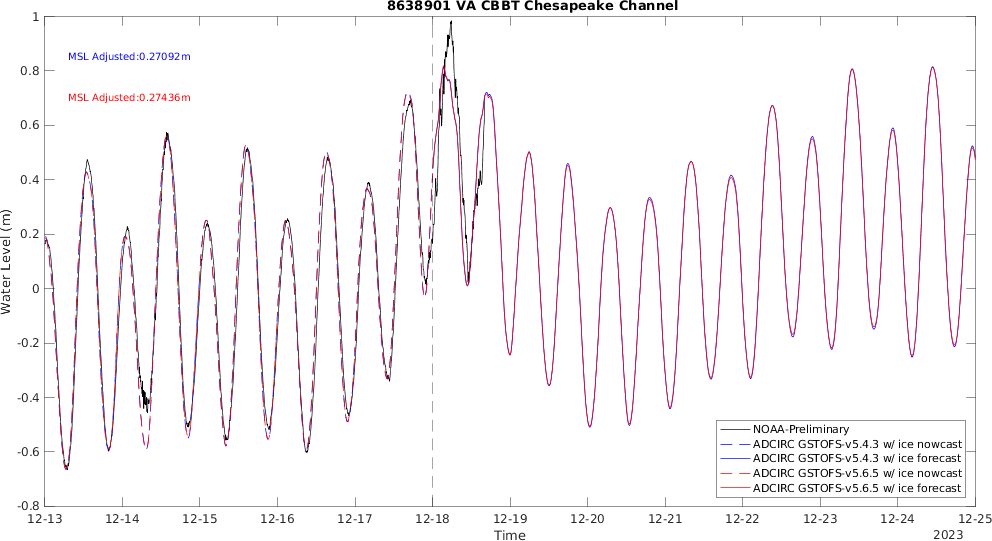 8638901 VA CBBT Chesapeake Channel
MSL Adjusted:0.27092m
MSL Adjusted:0.27436m
Water Level (m)
1
0.8
0.6
0.4
0.2
0
-0.2
-0.4
-0.6
-0.8
NOAA-Preliminary
ADCIRC GSTOFS-v5.4.3 w/ ice nowcast
ADCIRC GSTOFS-v5.4.3 w/ ice forecast
ADCIRC GSTOFS-v5.6.5 w/ ice nowcast
ADCIRC GSTOFS-v5.6.5 w/ ice forecast
12-13 12-14 12-15 12-16 12-17 12-18 12-19 12-20 12-21 12-22 12-23 12-24 12-25
Time
2023